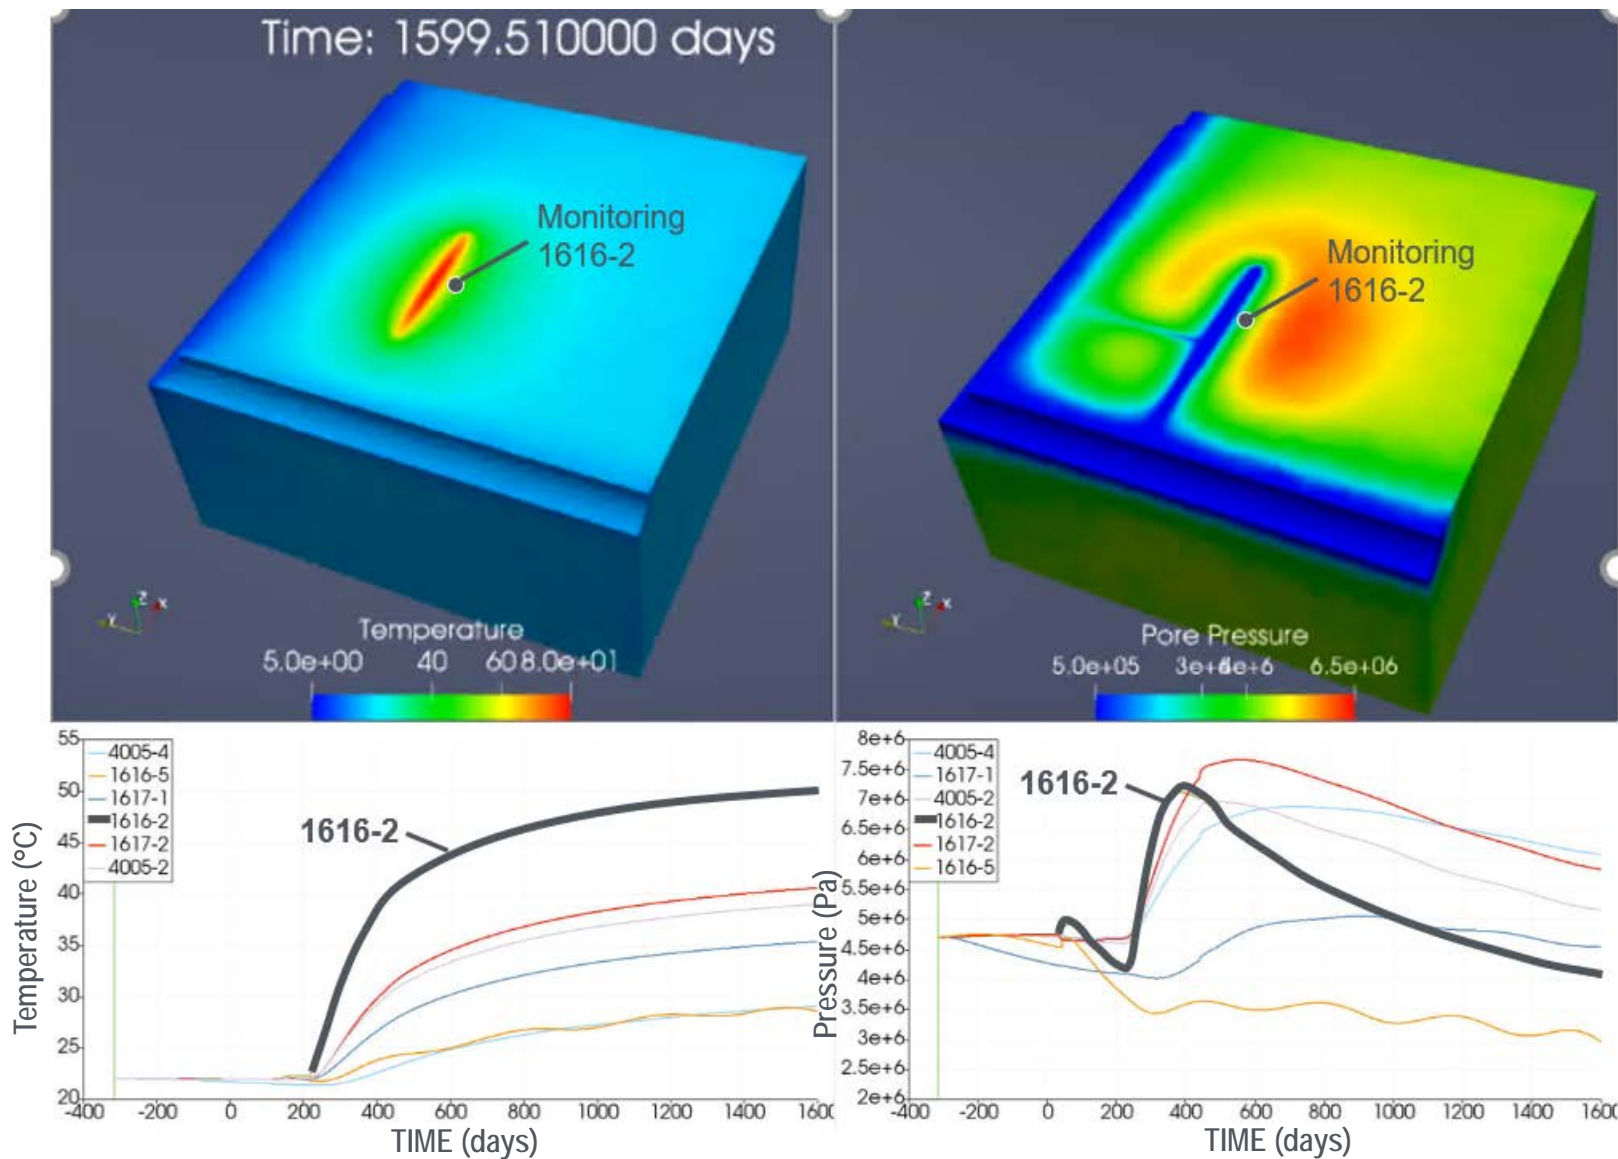 Time: 1599.510000 days
Monitoring
1616-2
Z
X
Y
Temperature
5.0e+00 40 60 8.0e+01
Monitoring
1616-2
Z
X
Y
Pore Pressure
5.0e+05 3e+6 4e+6 6.5e+06
55
50
45
40
35
30
25
20
Temperature (°C)
4005-4
1616-5
1617-1
1616-2
1617-2
4005-2
1616-2
-400 -200 0 200 400 600 800 1000 1200 1400 1600
TIME (days)
8e+6
7.5e+6
7e+6
6.5e+6
6e+6
5.5e+6
5e+6
4.5e+6
4e+6
3.5e+6
3e+6
2.5e+6
2e+6
Pressure (Pa)
4005-4
1617-1
4005-2
1616-2
1617-2
1616-5
1616-2
-400 -200 0 200 400 600 800 1000 1200 1400 1600
TIME (days)